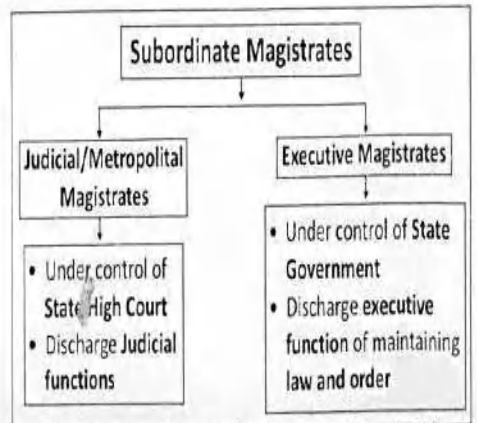 Subordinate Magistrates
Judicial/Metropolital
Magistrates
• Under control of
State High Court
• Discharge Judicial
functions
Executive Magistrates
• Under control of State
Government
• Discharge executive
function of maintaining
law and order